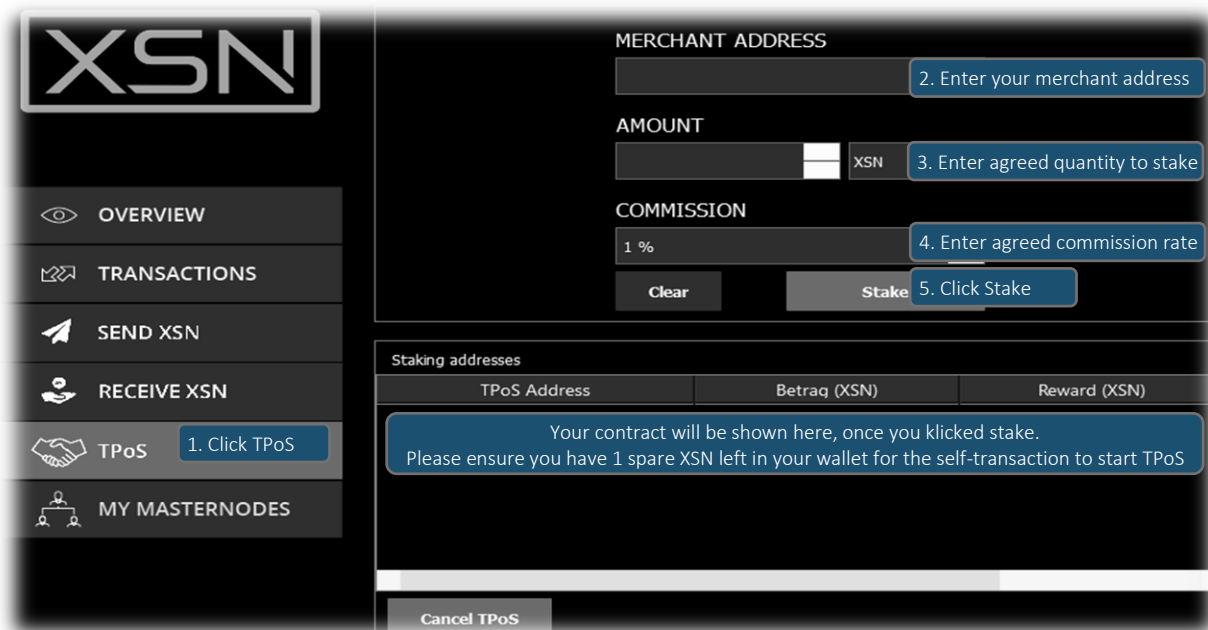 XSN
MERCHANT ADDRESS
2. Enter your merchant address
AMOUNT
XSN
3. Enter agreed quantity to stake
COMMISSION
1 %
4. Enter agreed commission rate
Clear
Stake
5. Click Stake
OVERVIEW
TRANSACTIONS
SEND XSN
RECEIVE XSN
TPoS
1. Click TPoS
MY MASTERNODES
Staking addresses
TPoS Address
Betrag (XSN)
Reward (XSN)
Your contract will be shown here, once you klicked stake.
Please ensure you have 1 spare XSN left in your wallet for the self-transaction to start TPoS
Cancel TPoS